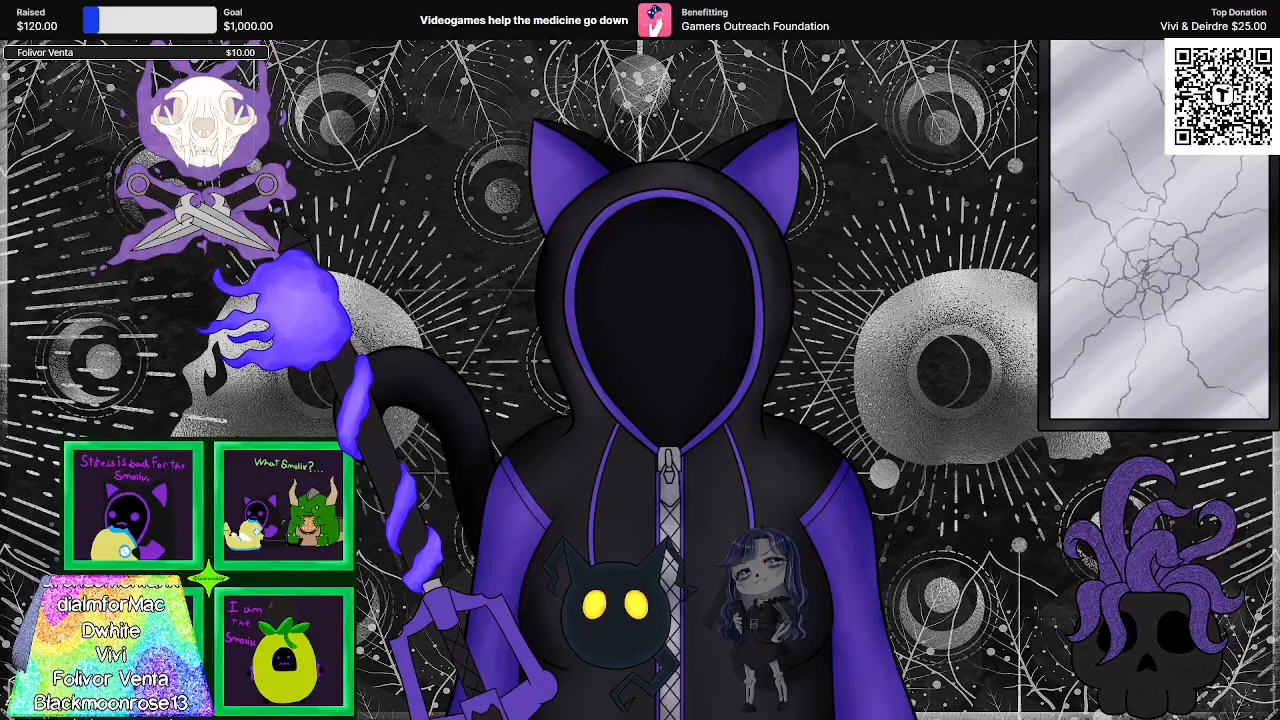 Raised
$120.00
Goal
$1,000.00
Videogames help the medicine go down
Benefitting
Gamers Outreach Foundation
Top Donation
Vivi & Deirdre $25.00
Folivor Venta
$10.00
T
Stress is bad for the
Smoliv.
What Smoliv?...
I am
the
Smoliv
dialmforMac
Dwhite
Vivi
Folivor Venta
Blackmoonrose13